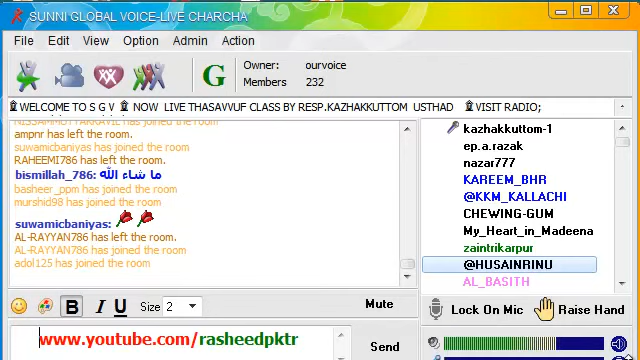 SUNNI GLOBAL VOICE-LIVE CHARCHA
File Edit View Option Admin Action
Owner: ourvoice
Members 232
G
WELCOME TO S G V NOW LIVE THASAVVUF CLASS BY RESP.KAZHAKKUTTOM USTHAD VISIT RADIO;
ampnr has left the room.
suwamicbaniyas has joined the room
RAHEEMI786 has left the room.
bismillah_786: ما شاء الله
basheer_ppm has joined the room
murshid98 has joined the room
suwamicbaniyas:
AL-RAYYAN786 has left the room.
AL-RAYYAN786 has joined the room
adol125 has joined the room
kazhakkuttom-1
ep.a.razak
nazar777
KAREEM_BHR
@KKM_KALLACHI
CHEWING-GUM
My_Heart_in_Madeena
zaintrikarpur
@HUSAINRINU
AL_BASITH
B I U Size 2 Mute
Lock On Mic Raise Hand
www.youtube.com/rasheedpktr
Send